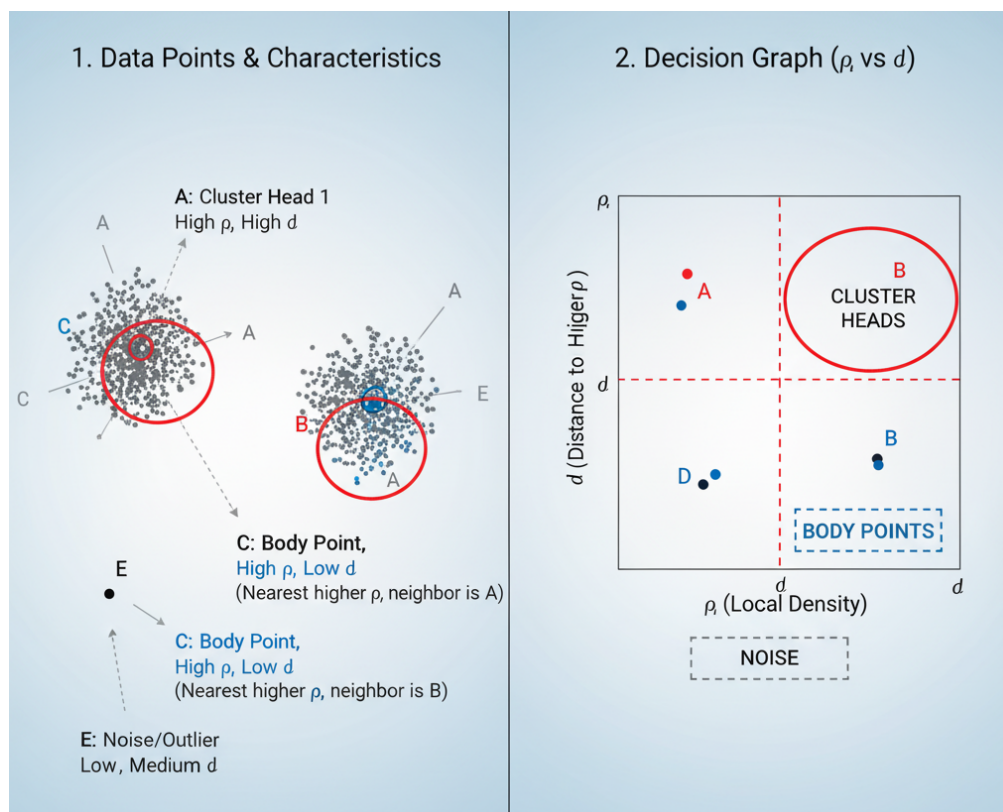 1. Data Points & Characteristics
A: Cluster Head 1
High ρ, High d
A
A
C
A
C
E
B
A
C: Body Point,
High ρ, Low d
(Nearest higher ρ, neighbor is A)
E
C: Body Point,
High ρ, Low d
(Nearest higher ρ, neighbor is B)
E: Noise/Outlier
Low, Medium d
2. Decision Graph (ρ, vs d)
ρ,
B
A
CLUSTER
HEADS
d
d (Distance to Hijgerρ)
B
D
BODY POINTS
d
d
ρ, (Local Density)
NOISE